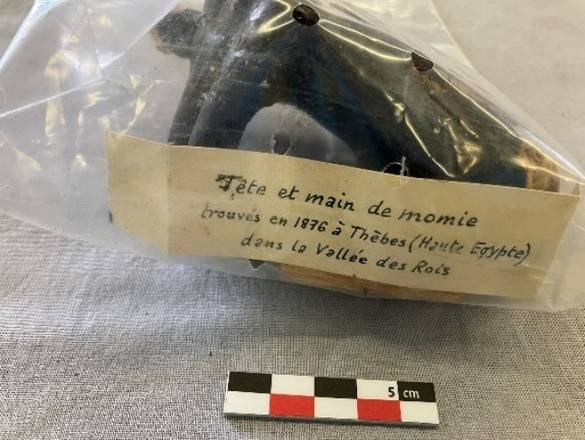 Tête et main de momie
trouvés en 1876 à Thèbes (Haute Egypte)
dans la Vallée des Rois
5 cm